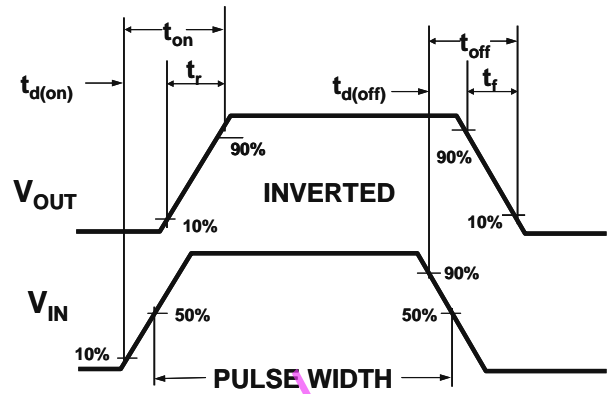 t_on
t_off
t_d(on)
t_r
t_d(off)
t_f
90%
90%
V_OUT
INVERTED
10%
10%
V_IN
90%
50%
50%
10%
PULSE WIDTH